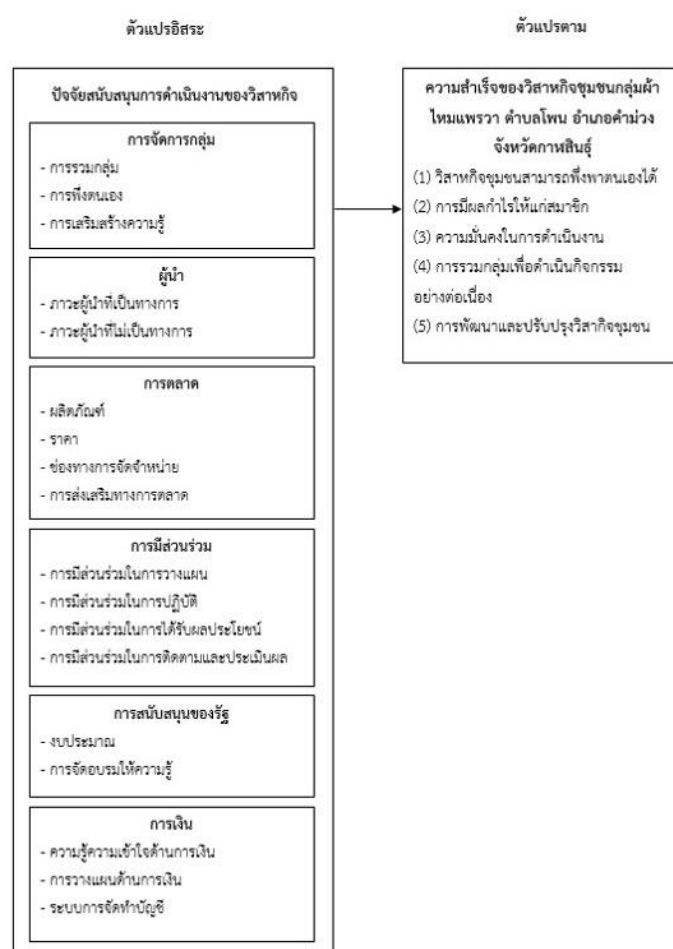 ตัวแปรอิสระ
ตัวแปรตาม
ปัจจัยสนับสนุนการดำเนินงานของวิสาหกิจ
การจัดการกลุ่ม
- การรวมกลุ่ม
- การพึ่งตนเอง
- การเสริมสร้างความรู้
ผู้นำ
- ภาวะผู้นำที่เป็นทางการ
- ภาวะผู้นำที่ไม่เป็นทางการ
การตลาด
- ผลิตภัณฑ์
- ราคา
- ช่องทางการจัดจำหน่าย
- การส่งเสริมทางการตลาด
การมีส่วนร่วม
- การมีส่วนร่วมในการวางแผน
- การมีส่วนร่วมในการปฏิบัติ
- การมีส่วนร่วมในการได้รับผลประโยชน์
- การมีส่วนร่วมในการติดตามและประเมินผล
การสนับสนุนของรัฐ
- งบประมาณ
- การจัดอบรมให้ความรู้
การเงิน
- ความรู้ความเข้าใจด้านการเงิน
- การวางแผนด้านการเงิน
- ระบบการจัดทำบัญชี
ความสำเร็จของวิสาหกิจชุมชนกลุ่มผ้า
ไหมแพรวา ตำบลโพน อำเภอคำม่วง
จังหวัดกาฬสินธุ์
(1) วิสาหกิจชุมชนสามารถพึ่งพาตนเองได้
(2) การมีผลกำไรให้แก่สมาชิก
(3) ความมั่นคงในการดำเนินงาน
(4) การรวมกลุ่มเพื่อดำเนินกิจกรรม
อย่างต่อเนื่อง
(5) การพัฒนาและปรับปรุงวิสากิจชุมชน